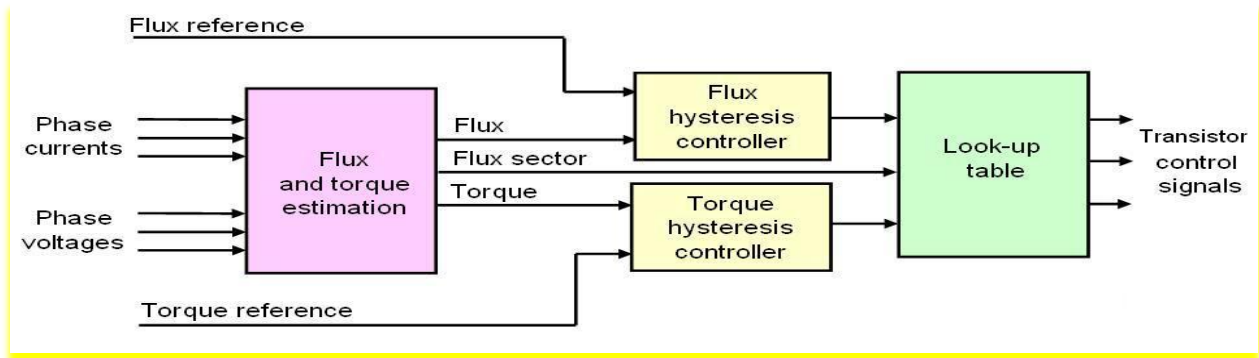 Flux reference
Phase
currents
Phase
voltages
Flux
and torque
estimation
Flux
Flux sector
Torque
Flux
hysteresis
controller
Torque
hysteresis
controller
Look-up
table
Transistor
control
signals
Torque reference